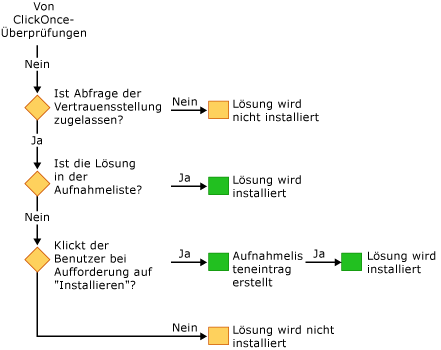 Von
ClickOnce-
Überprüfungen
Nein
Ist Abfrage der
Vertrauensstellung
zugelassen?
Nein
Lösung wird
nicht installiert
Ja
Ist die Lösung
in der
Aufnahmeliste?
Ja
Lösung wird
installiert
Nein
Klickt der
Benutzer bei
Aufforderung auf
"Installieren"?
Ja
Aufnahmelis
teneintrag
erstellt
Ja
Lösung wird
installiert
Nein
Lösung wird nicht
installiert